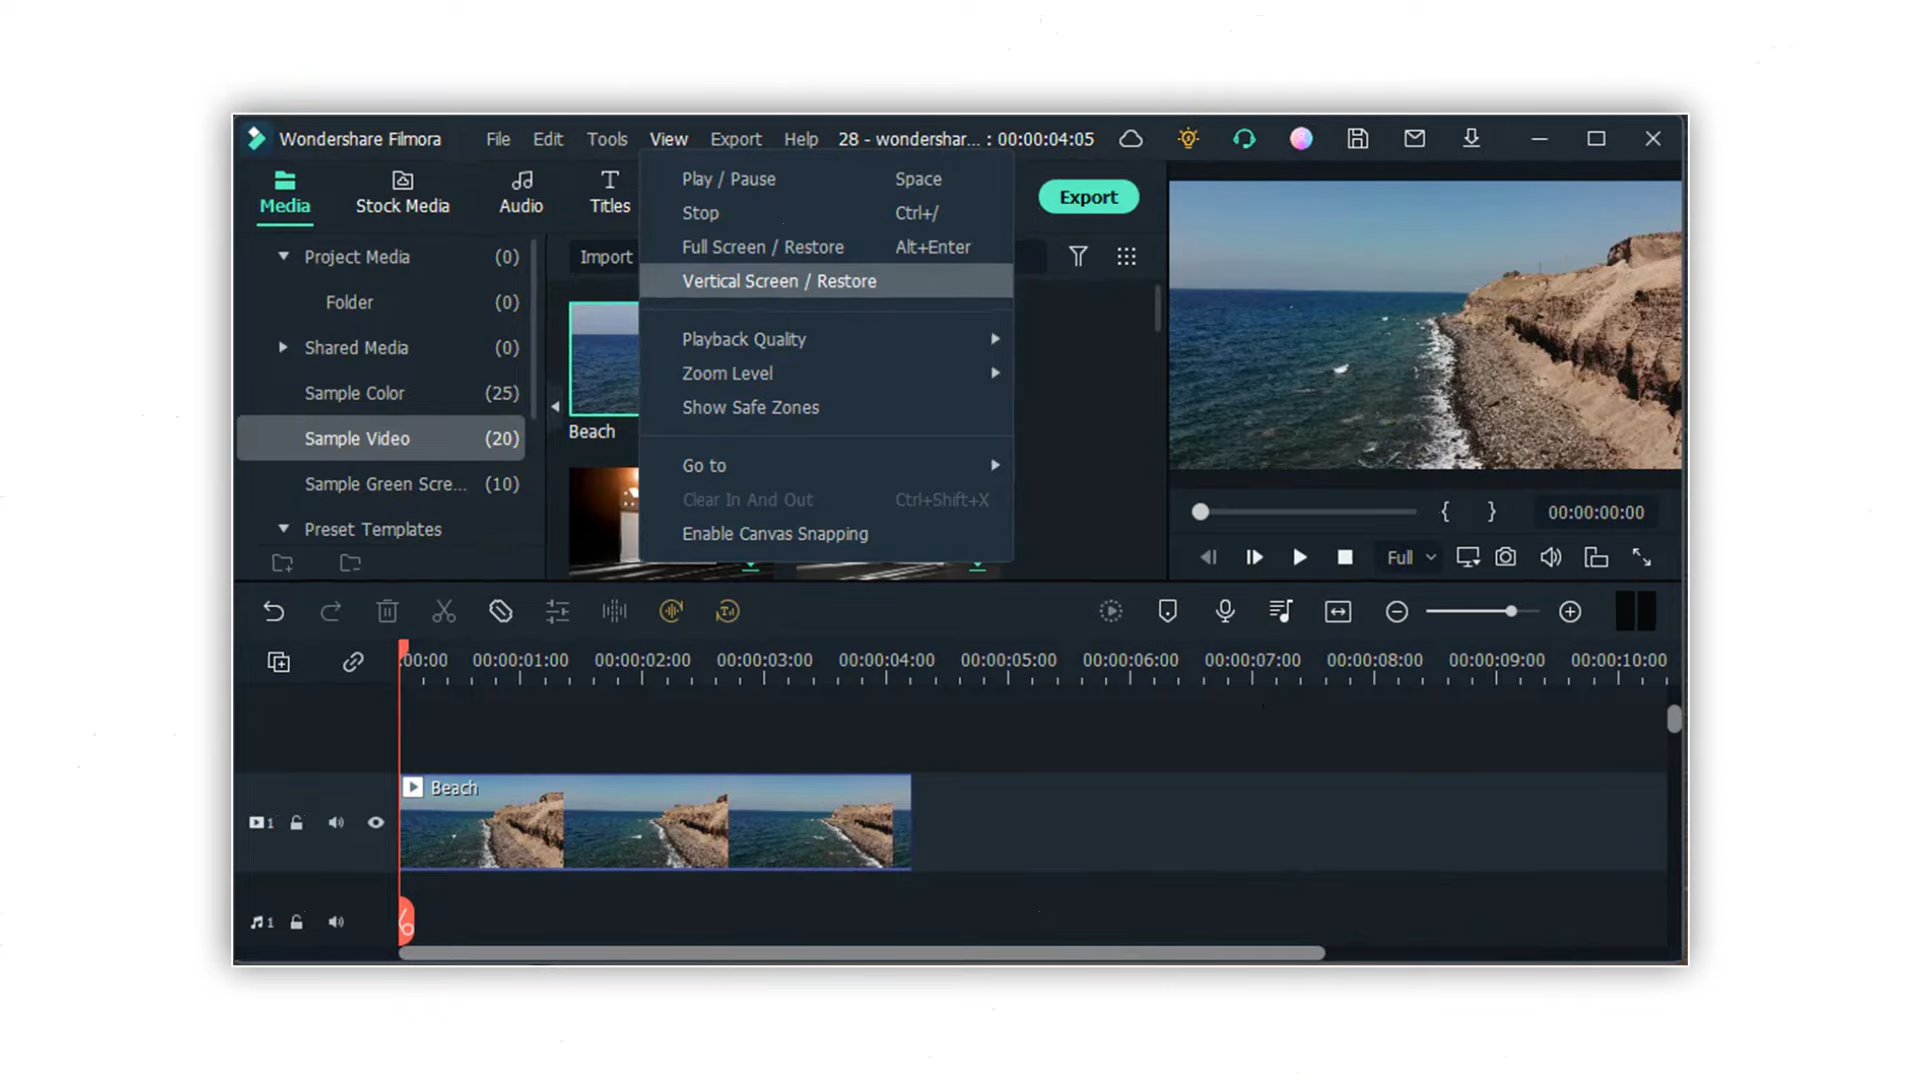 Wondershare Filmora File Edit Tools View Export Help 28 - wondershar... : 00:00:04:05
Media Stock Media Audio Titles Export
Play / Pause Space
Stop Ctrl+/
Full Screen / Restore Alt+Enter
Vertical Screen / Restore
Playback Quality
Zoom Level
Show Safe Zones
Go to
Clear In And Out Ctrl+Shift+X
Enable Canvas Snapping
Project Media (0)
Folder (0)
Shared Media (0)
Sample Color (25)
Sample Video (20)
Sample Green Scre... (10)
Preset Templates
Import
Beach
{ } 00:00:00:00
Full
:00:00 00:00:01:00 00:00:02:00 00:00:03:00 00:00:04:00 00:00:05:00 00:00:06:00 00:00:07:00 00:00:08:00 00:00:09:00 00:00:10:00
Beach
1
1